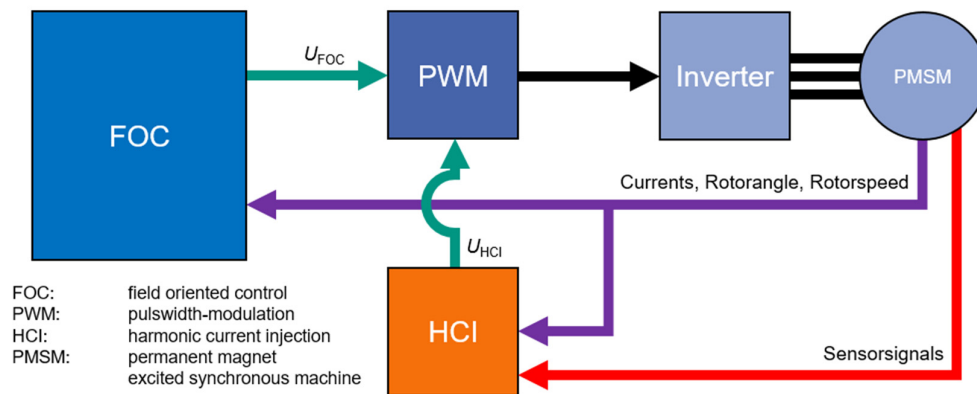 U_FOC
FOC
PWM
Inverter
PMSM
Currents, Rotorangle, Rotorspeed
U_HCI
HCI
Sensorsignals
FOC: field oriented control
PWM: pulswidth-modulation
HCI: harmonic current injection
PMSM: permanent magnet
excited synchronous machine